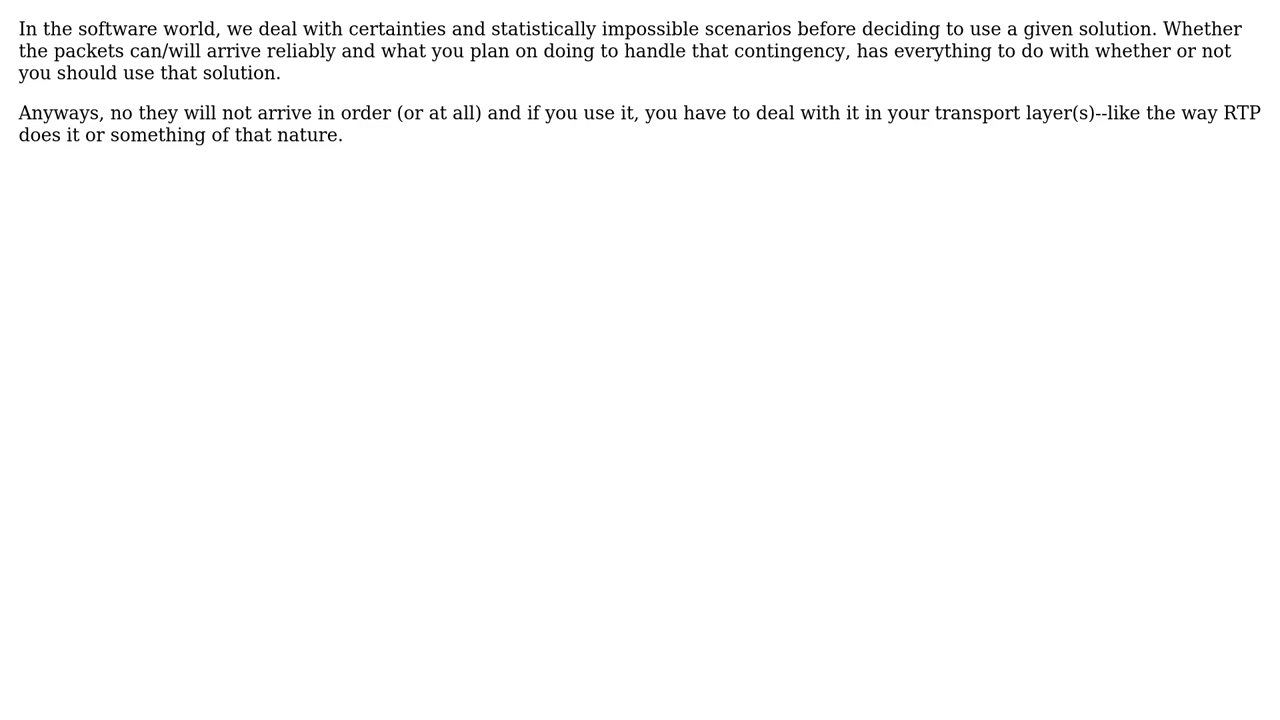 In the software world, we deal with certainties and statistically impossible scenarios before deciding to use a given solution. Whether
the packets can/will arrive reliably and what you plan on doing to handle that contingency, has everything to do with whether or not
you should use that solution.
Anyways, no they will not arrive in order (or at all) and if you use it, you have to deal with it in your transport layer(s)--like the way RTP
does it or something of that nature.